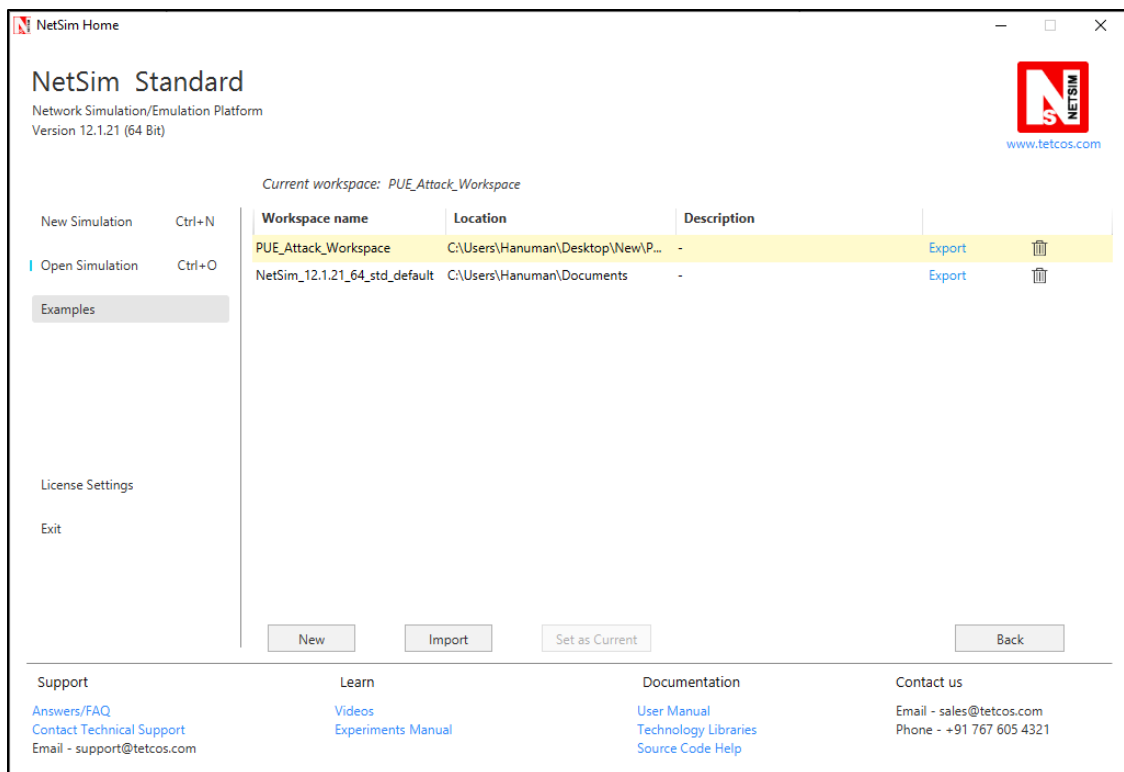 NetSim Home
NetSim Standard
Network Simulation/Emulation Platform
Version 12.1.21 (64 Bit)
NS NETSIM
www.tetcos.com
Current workspace: PUE_Attack_Workspace
New Simulation Ctrl+N
Open Simulation Ctrl+O
Examples
License Settings
Exit
Workspace name Location Description
PUE_Attack_Workspace C:\Users\Hanuman\Desktop\New\P... - Export
NetSim_12.1.21_64_std_default C:\Users\Hanuman\Documents - Export
New Import Set as Current Back
Support
Answers/FAQ
Contact Technical Support
Email - support@tetcos.com
Learn
Videos
Experiments Manual
Documentation
User Manual
Technology Libraries
Source Code Help
Contact us
Email - sales@tetcos.com
Phone - +91 767 605 4321